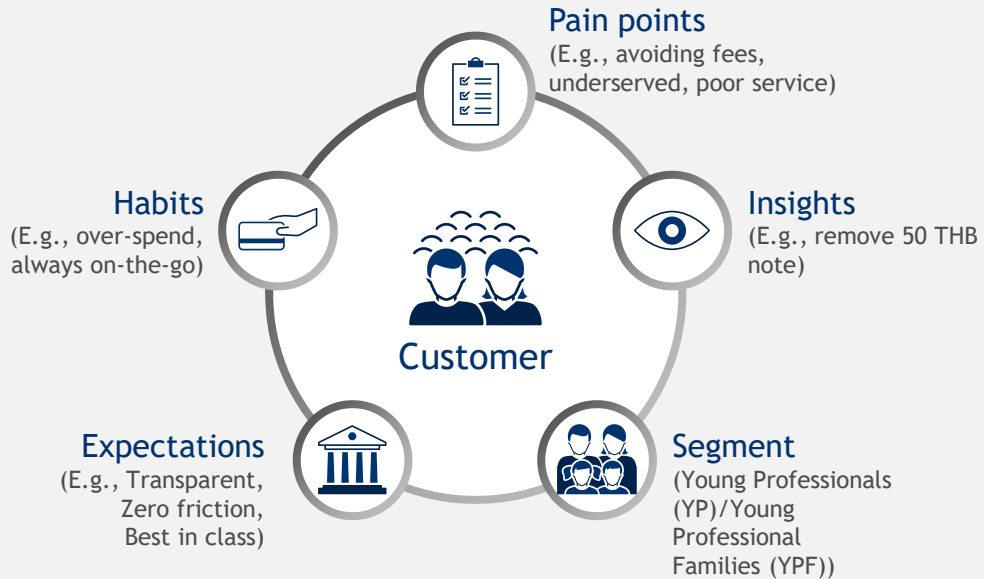 Pain points
(E.g., avoiding fees,
underserved, poor service)
Habits
(E.g., over-spend,
always on-the-go)
Insights
(E.g., remove 50 THB
note)
Customer
Expectations
(E.g., Transparent,
Zero friction,
Best in class)
Segment
(Young Professionals
(YP)/Young
Professional
Families (YPF))